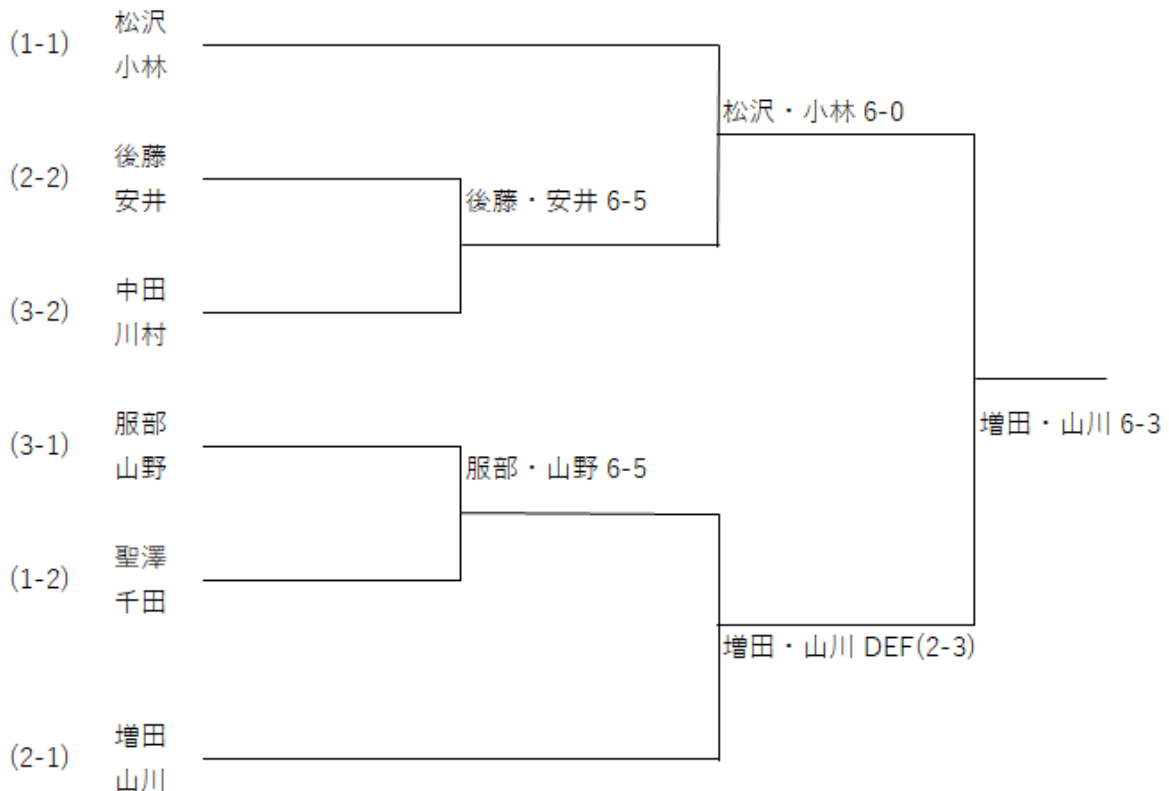 松沢
(1-1)
小林
松沢・小林 6-0
後藤
(2-2)
安井
後藤・安井 6-5
中田
(3-2)
川村
服部
(3-1)
山野
増田・山川 6-3
服部・山野 6-5
聖澤
(1-2)
千田
増田・山川 DEF(2-3)
増田
(2-1)
山川